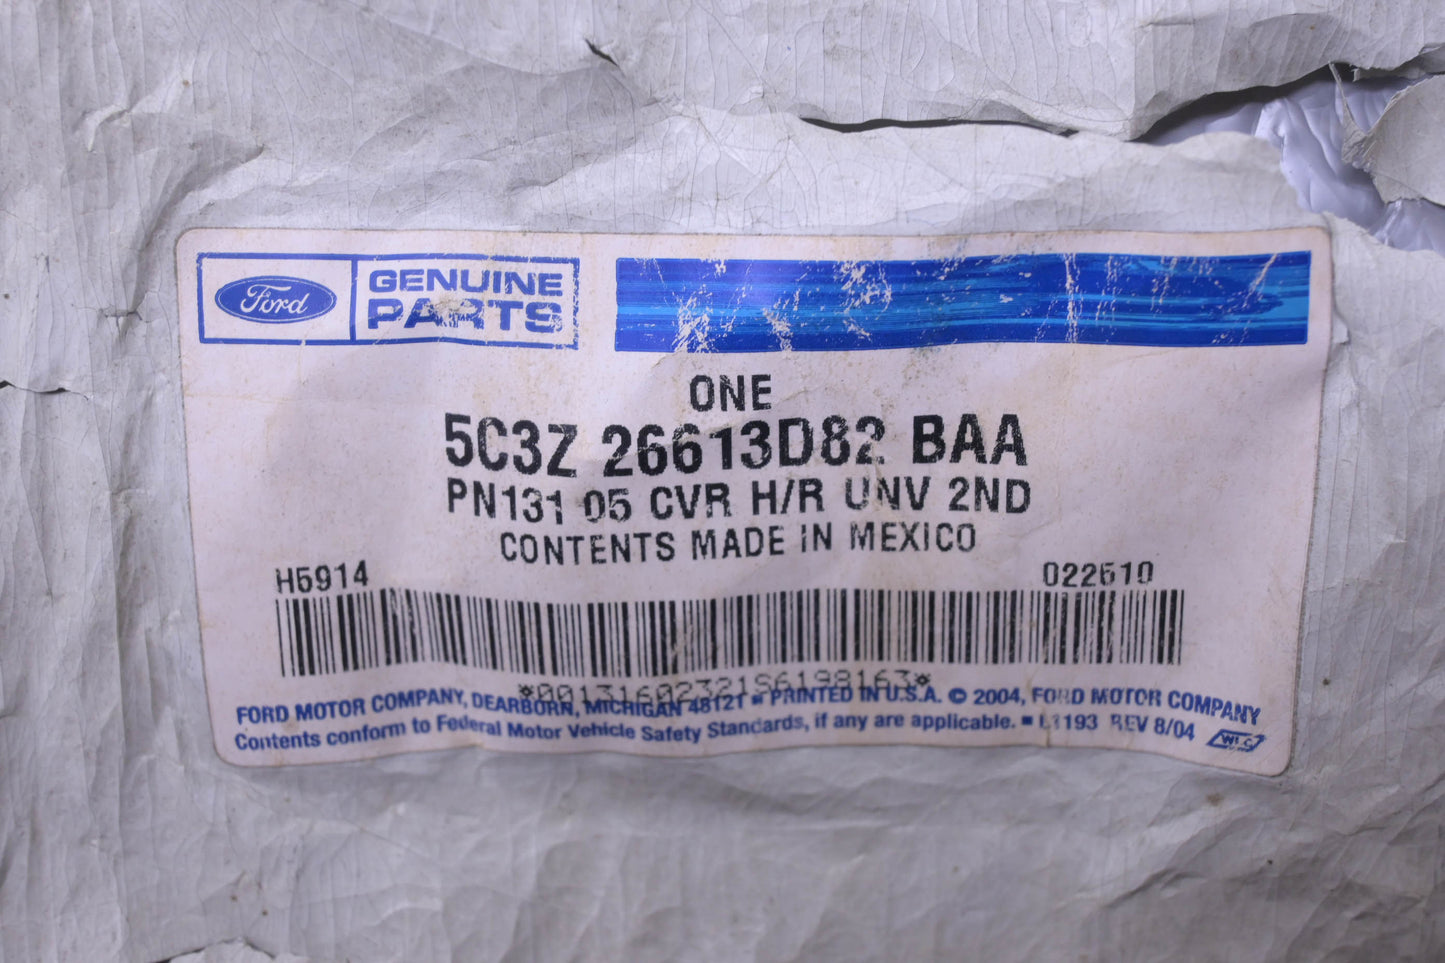 Ford GENUINE PARTS
ONE
5C3Z 26613D82 BAA
PN131 05 CVR H/R UNV 2ND
CONTENTS MADE IN MEXICO
H5914 022510
*00131602321S6198163*
FORD MOTOR COMPANY, DEARBORN, MICHIGAN 48121 ■ PRINTED IN U.S.A. © 2004, FORD MOTOR COMPANY
Contents conform to Federal Motor Vehicle Safety Standards, if any are applicable. ■ REV 8/04